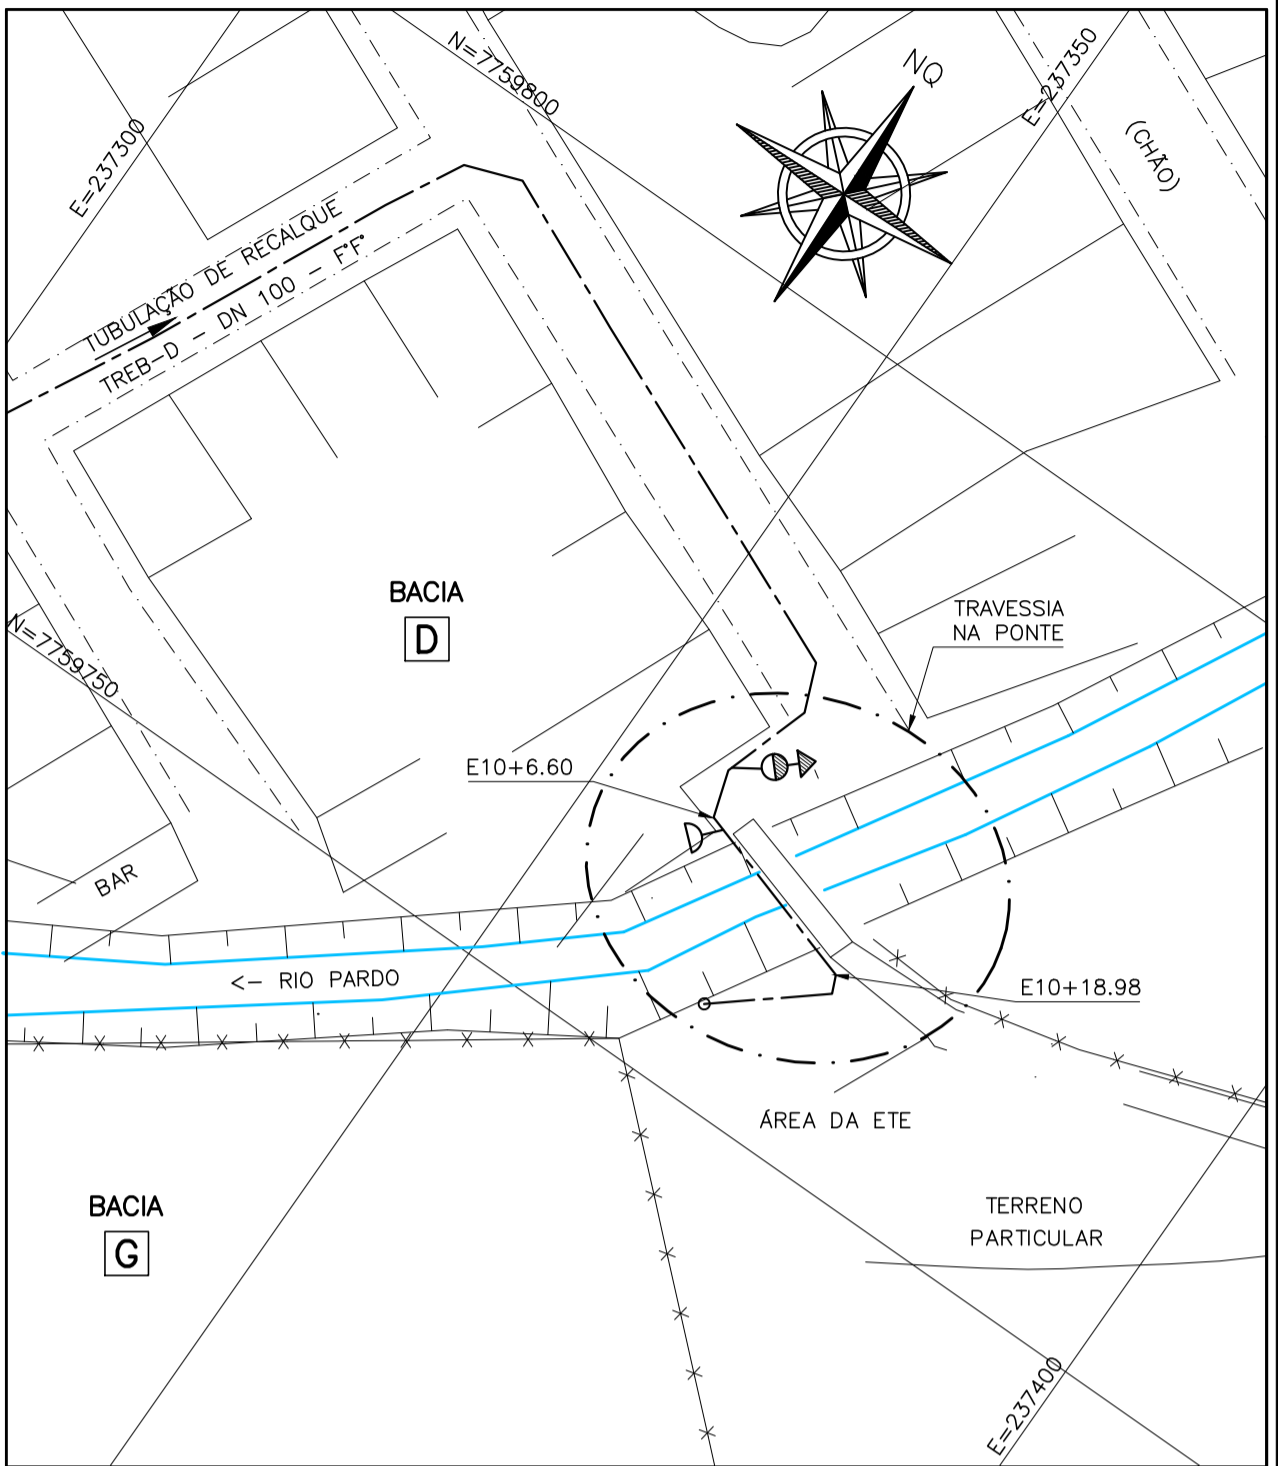 N=7759800
E=237350
NQ
(CHÃO)
E=237300
TUBULAÇÃO DE RECALQUE
TREB-D - DN 100 - F°F°
BACIA
D
TRAVESSIA
NA PONTE
N=7759750
E10+6.60
BAR
<- RIO PARDO
E10+18.98
ÁREA DA ETE
BACIA
G
TERRENO
PARTICULAR
E=237400